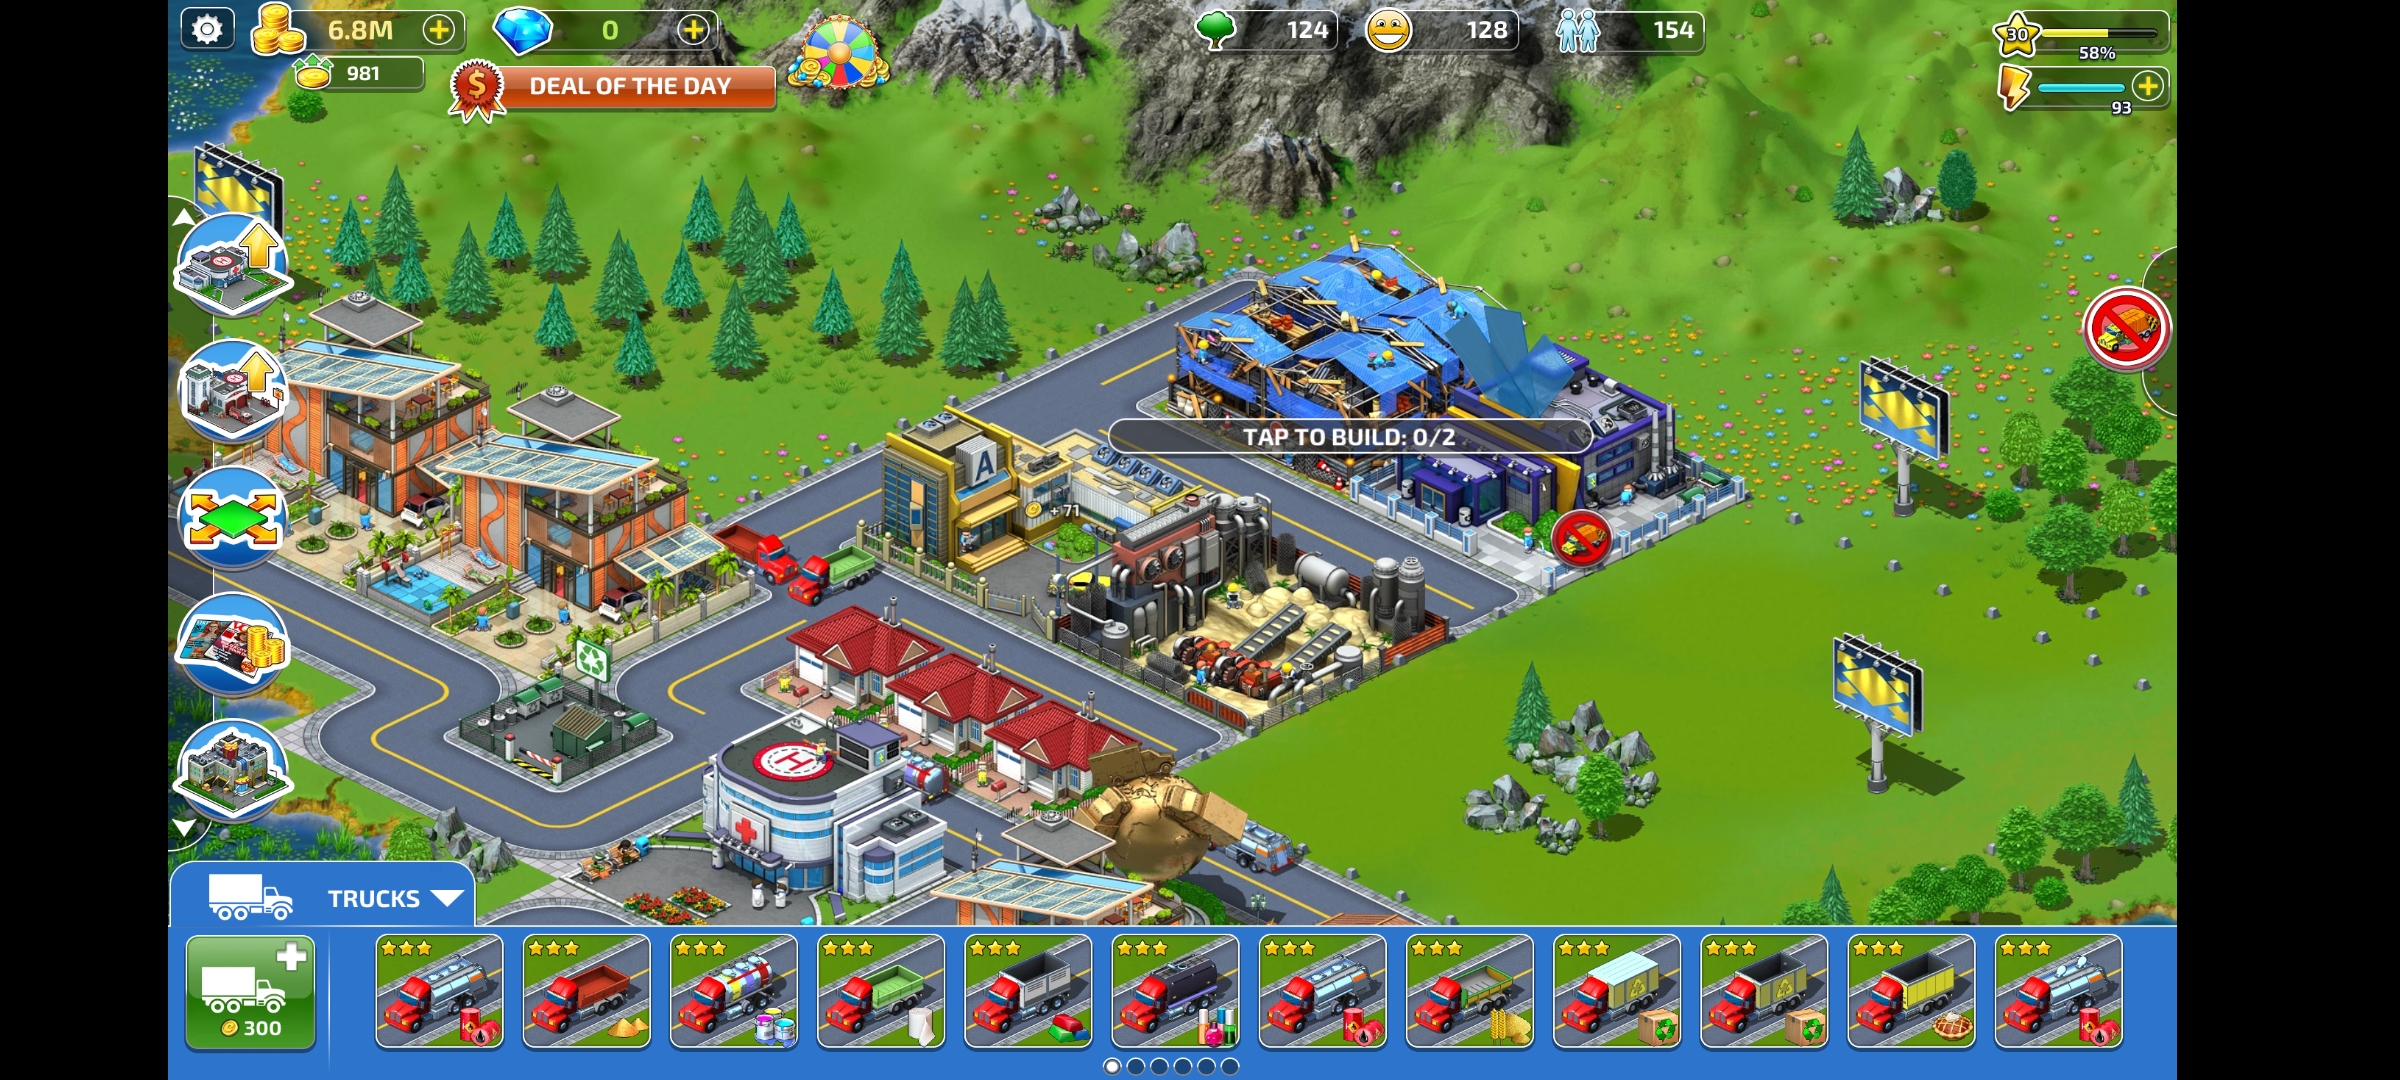 6.8M
0
124
128
154
30
58%
981
DEAL OF THE DAY
93
TAP TO BUILD: 0/2
A
+71
H
TRUCKS
300